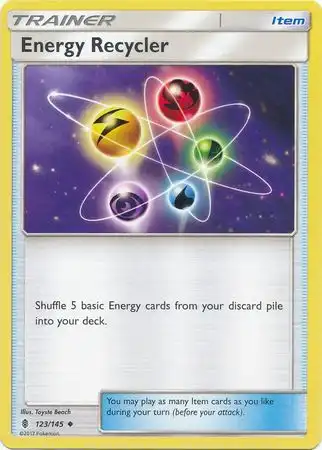 TRAINER Item
Energy Recycler
Shuffle 5 basic Energy cards from your discard pile
into your deck.
Illus. Toyste Beach
123/145
©2017 Pokémon
You may play as many Item cards as you like
during your turn (before your attack).